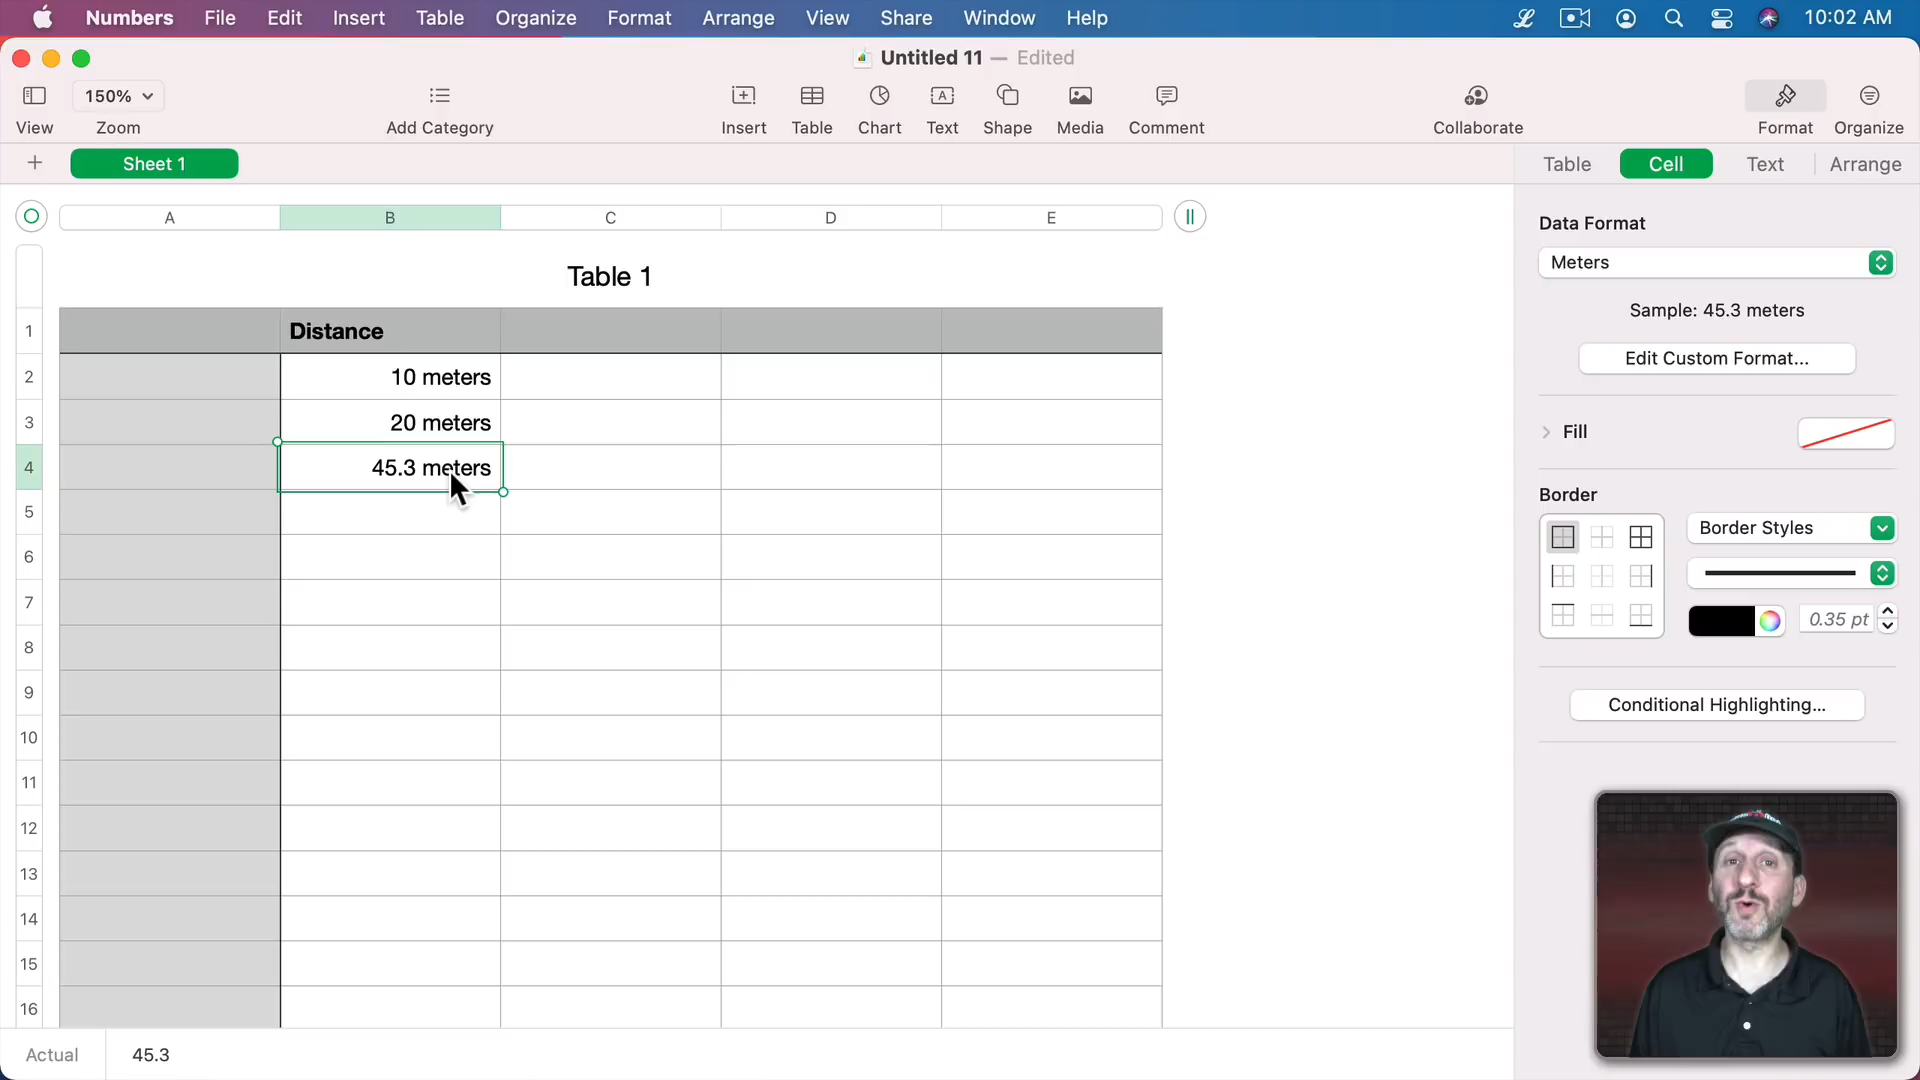 Numbers File Edit Insert Table Organize Format Arrange View Share Window Help 10:02 AM
Untitled 11 — Edited
150%
View Zoom Add Category Insert Table Chart Text Shape Media Comment Collaborate Format Organize
Sheet 1
Table Cell Text Arrange
A B C D E
Table 1
1 Distance
2 10 meters
3 20 meters
4 45.3 meters
5
6
7
8
9
10
11
12
13
14
15
16
Actual 45.3
Data Format
Meters
Sample: 45.3 meters
Edit Custom Format...
Fill
Border
Border Styles
0.35 pt
Conditional Highlighting...